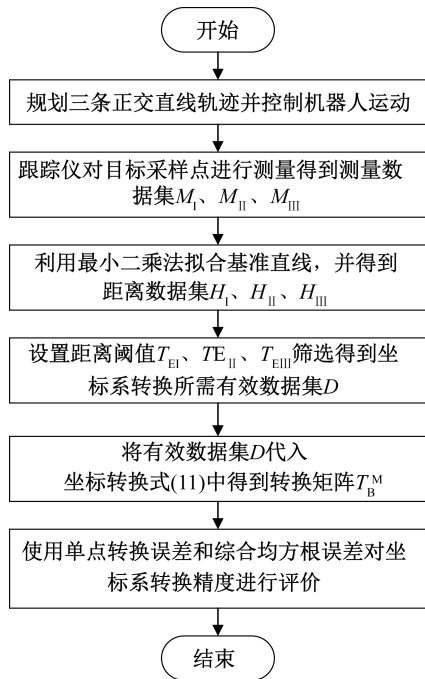 开始
规划三条正交直线轨迹并控制机器人运动
跟踪仪对目标采样点进行测量得到测量数
据集M_I、M_II、M_III
利用最小二乘法拟合基准直线，并得到
距离数据集H_I、H_II、H_III
设置距离阈值T_EI、TE_II、T_EIII筛选得到坐
标系转换所需有效数据集D
将有效数据集D代入
坐标转换式(11)中得到转换矩阵T_B^M
使用单点转换误差和综合均方根误差对坐
标系转换精度进行评价
结束